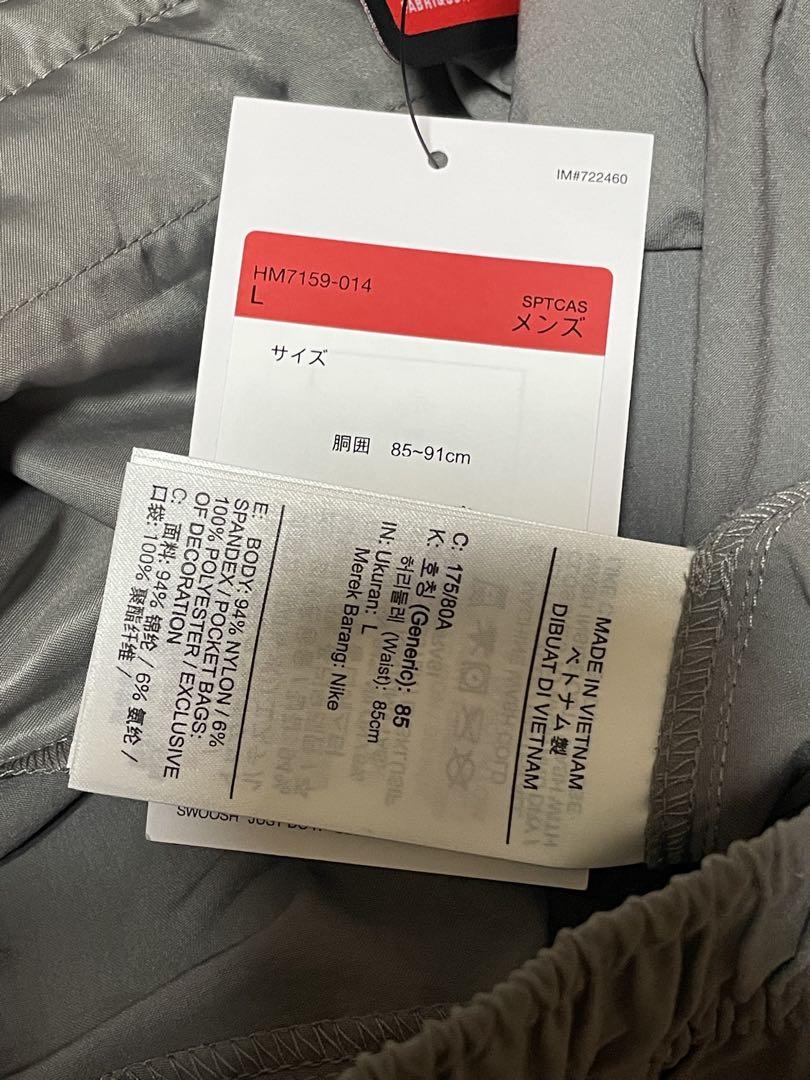 IM#722460
HM7159-014
L
SPTCAS
メンズ
サイズ
胴囲 85~91cm
MADE IN VIETNAM
ベトナム製
DIBUAT DI VIETNAM
C: 175/80A
K: 호칭 (Generic): 85
허리둘레 (Waist): 85cm
IN: Ukuran: L
Merek Barang: Nike
E: BODY: 94% NYLON / 6%
SPANDEX / POCKET BAGS:
100% POLYESTER / EXCLUSIVE
OF DECORATION
C: 面料: 94% 锦纶 / 6% 氨纶 /
口袋: 100% 聚酯纤维 /
SWOOSH